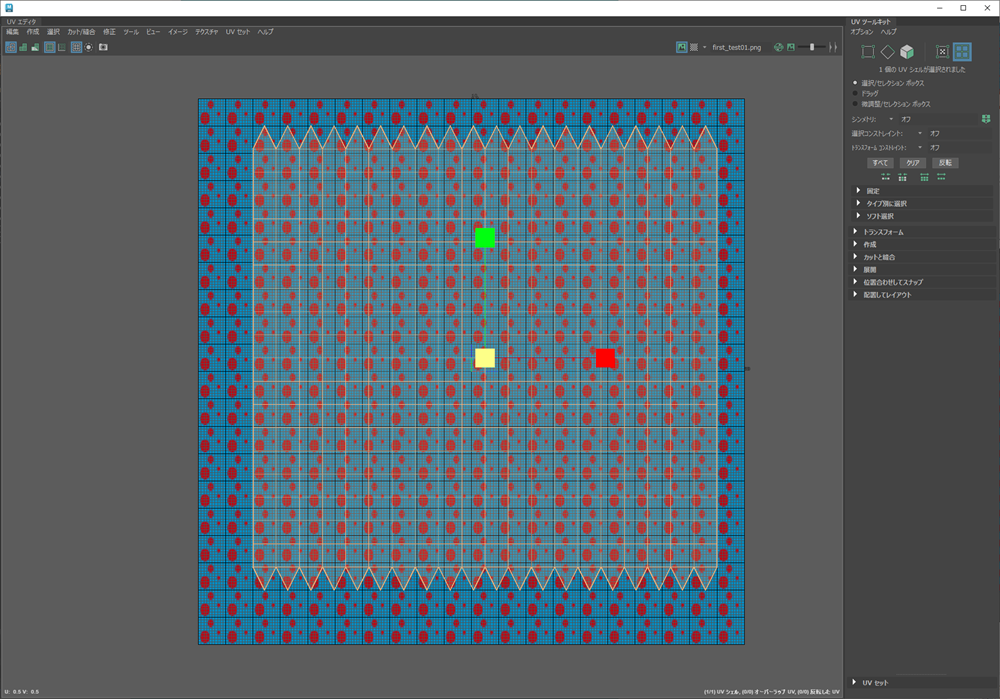 UV エディタ
編集 作成 選択 カット/縫合 修正 ツール ビュー イメージ テクスチャ UV セット ヘルプ
first_test01.png
U: 0.5 V: 0.5
(1/1) UV シェル, (0/0) オーバーラップ UV, (0/0) 反転した UV
UV ツールキット
オプション ヘルプ
1 個の UV シェルが選択されました
選択/セレクション ボックス
ドラッグ
微調整/セレクション ボックス
シンメトリ: オフ
選択コンストレイント: オフ
トランスフォーム コンストレイント: オフ
すべて クリア 反転
固定
タイプ別に選択
ソフト選択
トランスフォーム
作成
カットと縫合
展開
位置合わせしてスナップ
配置してレイアウト
UV セット